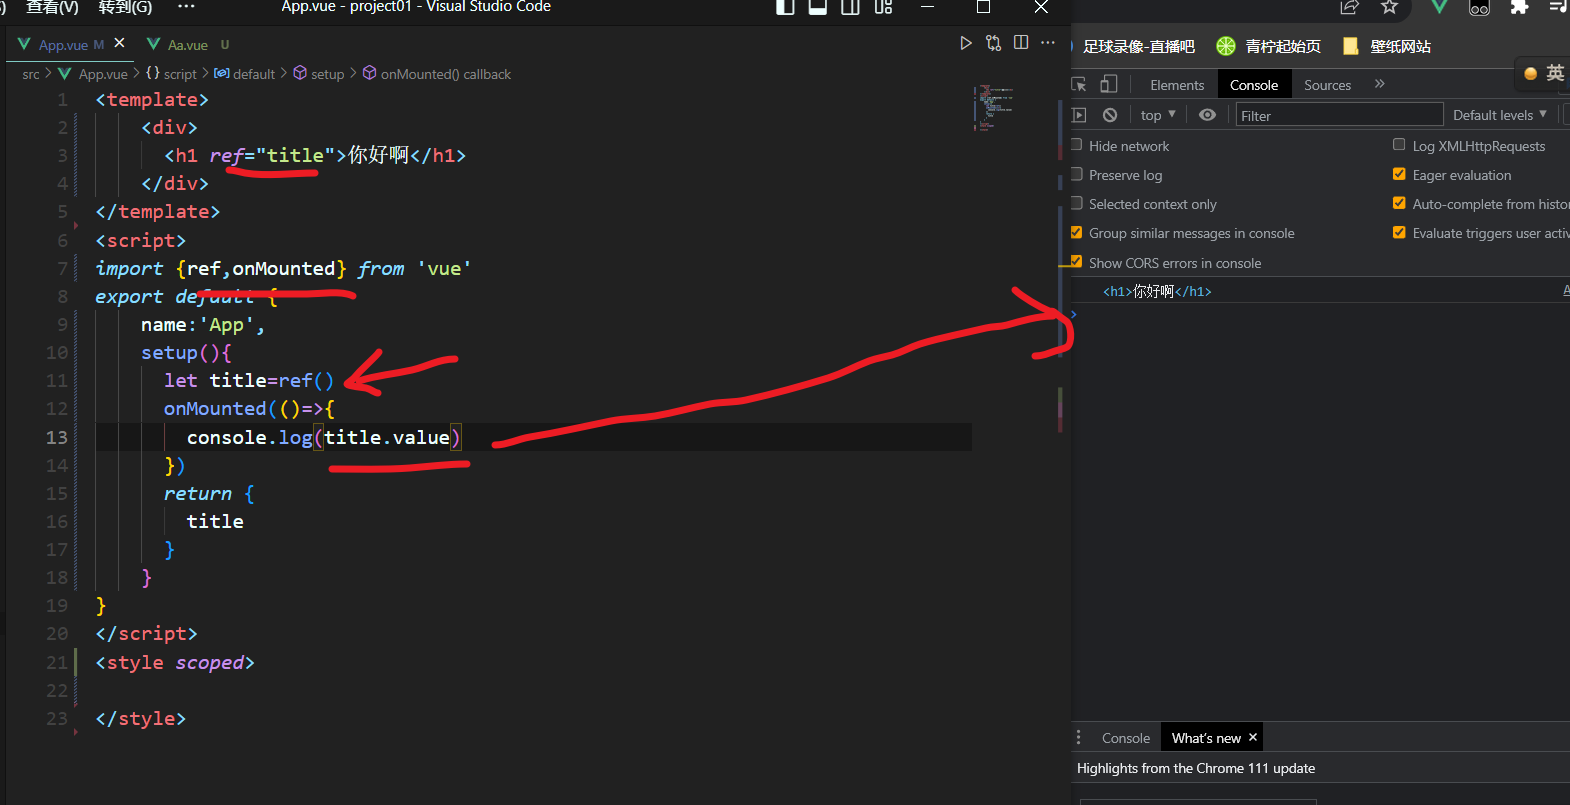 查看(V) 转到(G) ··· App.vue - project01 - Visual Studio Code
App.vue M Aa.vue U
src > App.vue > {} script > default > setup > onMounted() callback
1 <template>
2 <div>
3 <h1 ref="title">你好啊</h1>
4 </div>
5 </template>
6 <script>
7 import {ref,onMounted} from 'vue'
8 export default {
9 name:'App',
10 setup(){
11 let title=ref()
12 onMounted(()=>{
13 console.log(title.value)
14 })
15 return {
16 title
17 }
18 }
19 }
20 </script>
21 <style scoped>
22
23 </style>
足球录像-直播吧 青柠起始页 壁纸网站
英
Elements Console Sources »
top Filter Default levels
Hide network Log XMLHttpRequests
Preserve log Eager evaluation
Selected context only Auto-complete from histo
Group similar messages in console Evaluate triggers user activ
Show CORS errors in console
<h1>你好啊</h1>
Console What's new
Highlights from the Chrome 111 update